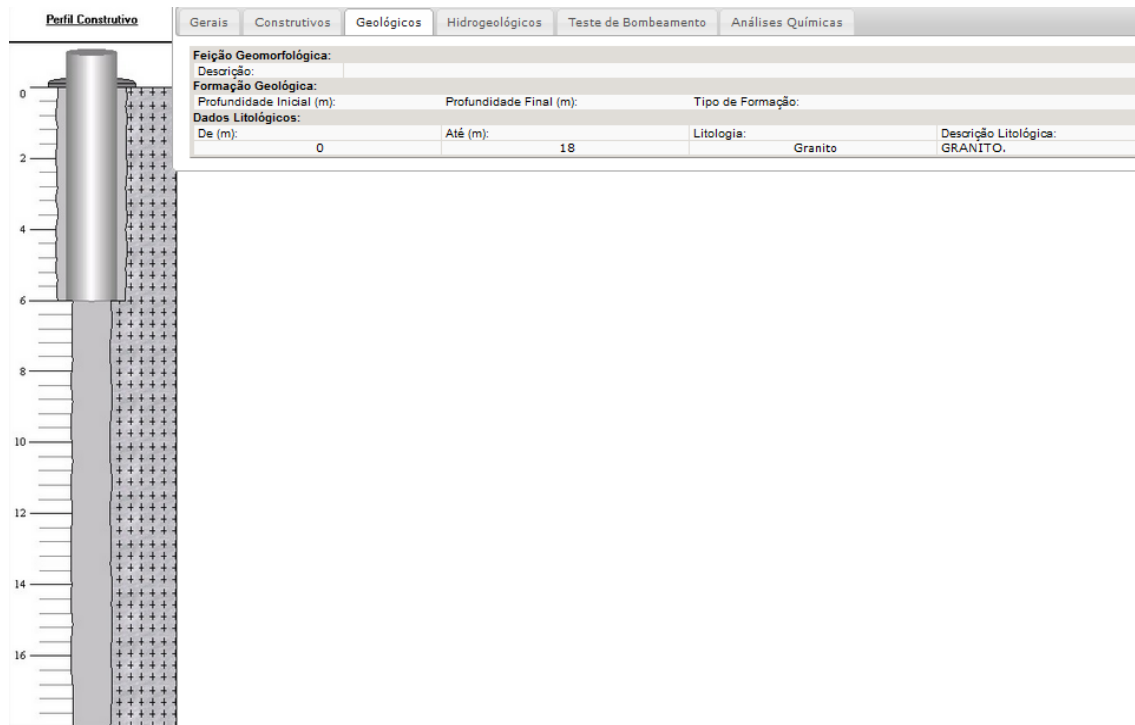 Perfil Construtivo
Gerais Construtivos Geológicos Hidrogeológicos Teste de Bombeamento Análises Químicas
Feição Geomorfológica:
Descrição:
Formação Geológica:
Profundidade Inicial (m): Profundidade Final (m): Tipo de Formação:
Dados Litológicos:
De (m): Até (m): Litologia: Descrição Litológica:
0 18 Granito GRANITO.
0
2
4
6
8
10
12
14
16